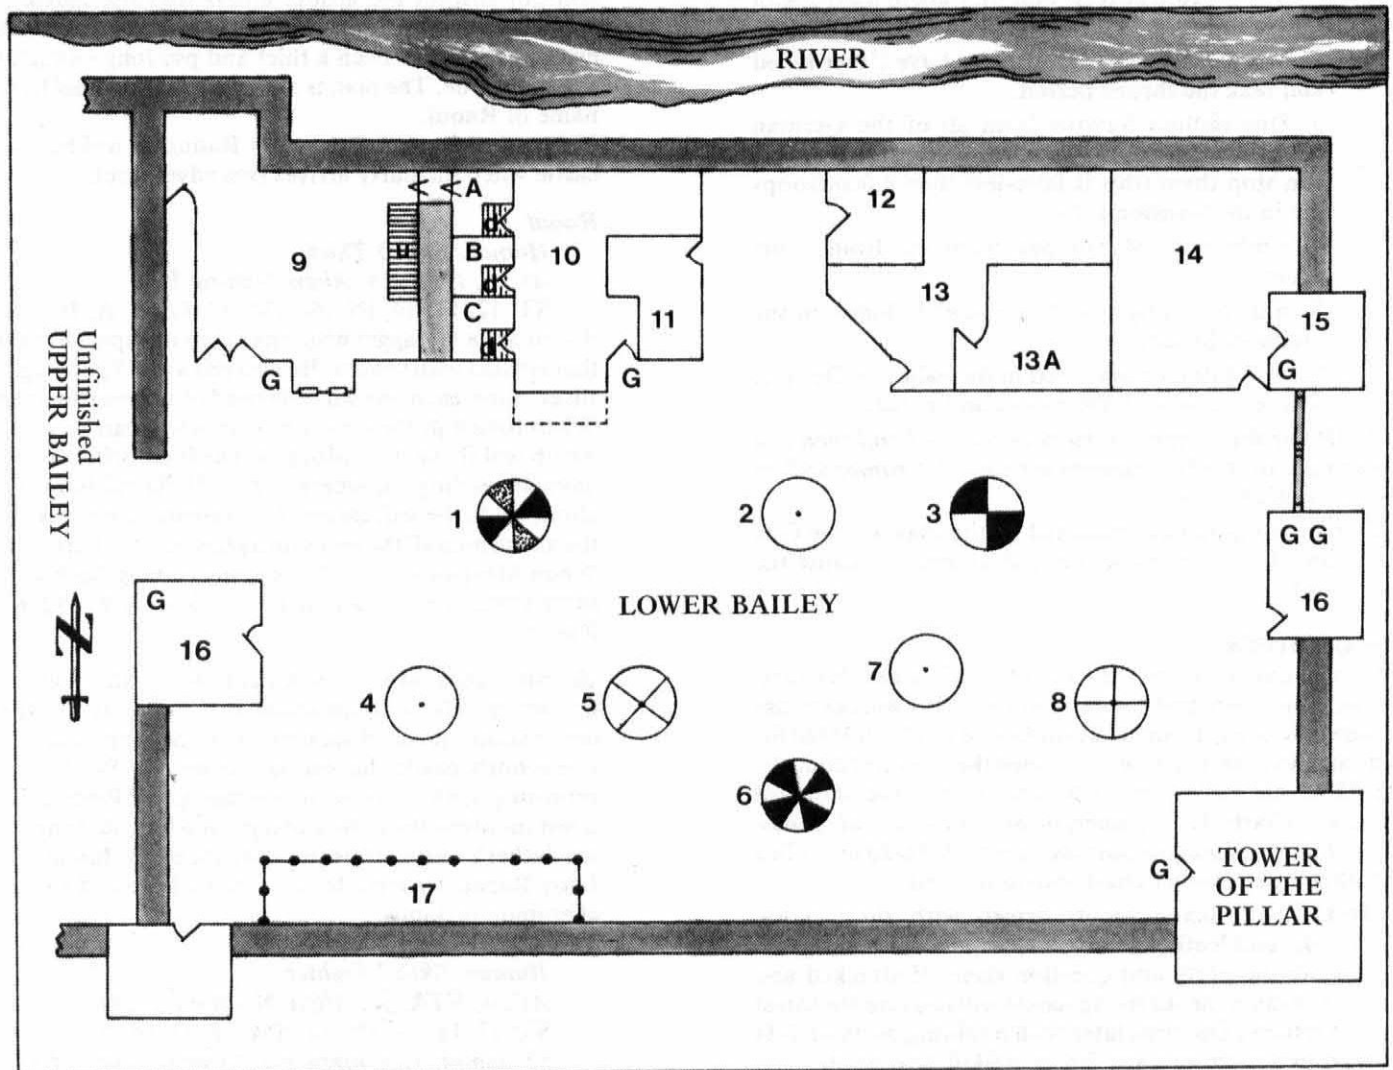 RIVER
A
12
d
u
B
9
10
14
d
13
C
11
15
13A
d
G
G
G
Unfinished
UPPER BAILEY
1
2
3
G G
G
LOWER BAILEY
16
N
16
7
4
5
8
6
G
TOWER
OF THE
PILLAR
17